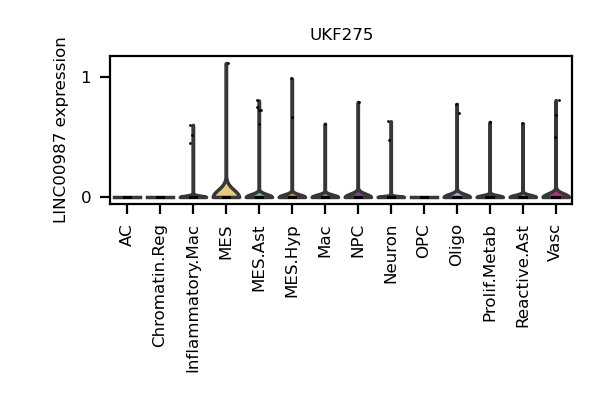 UKF275
LINC00987 expression
1
0
AC
Chromatin.Reg
Inflammatory.Mac
MES
MES.Ast
MES.Hyp
Mac
NPC
Neuron
OPC
Oligo
Prolif.Metab
Reactive.Ast
Vasc